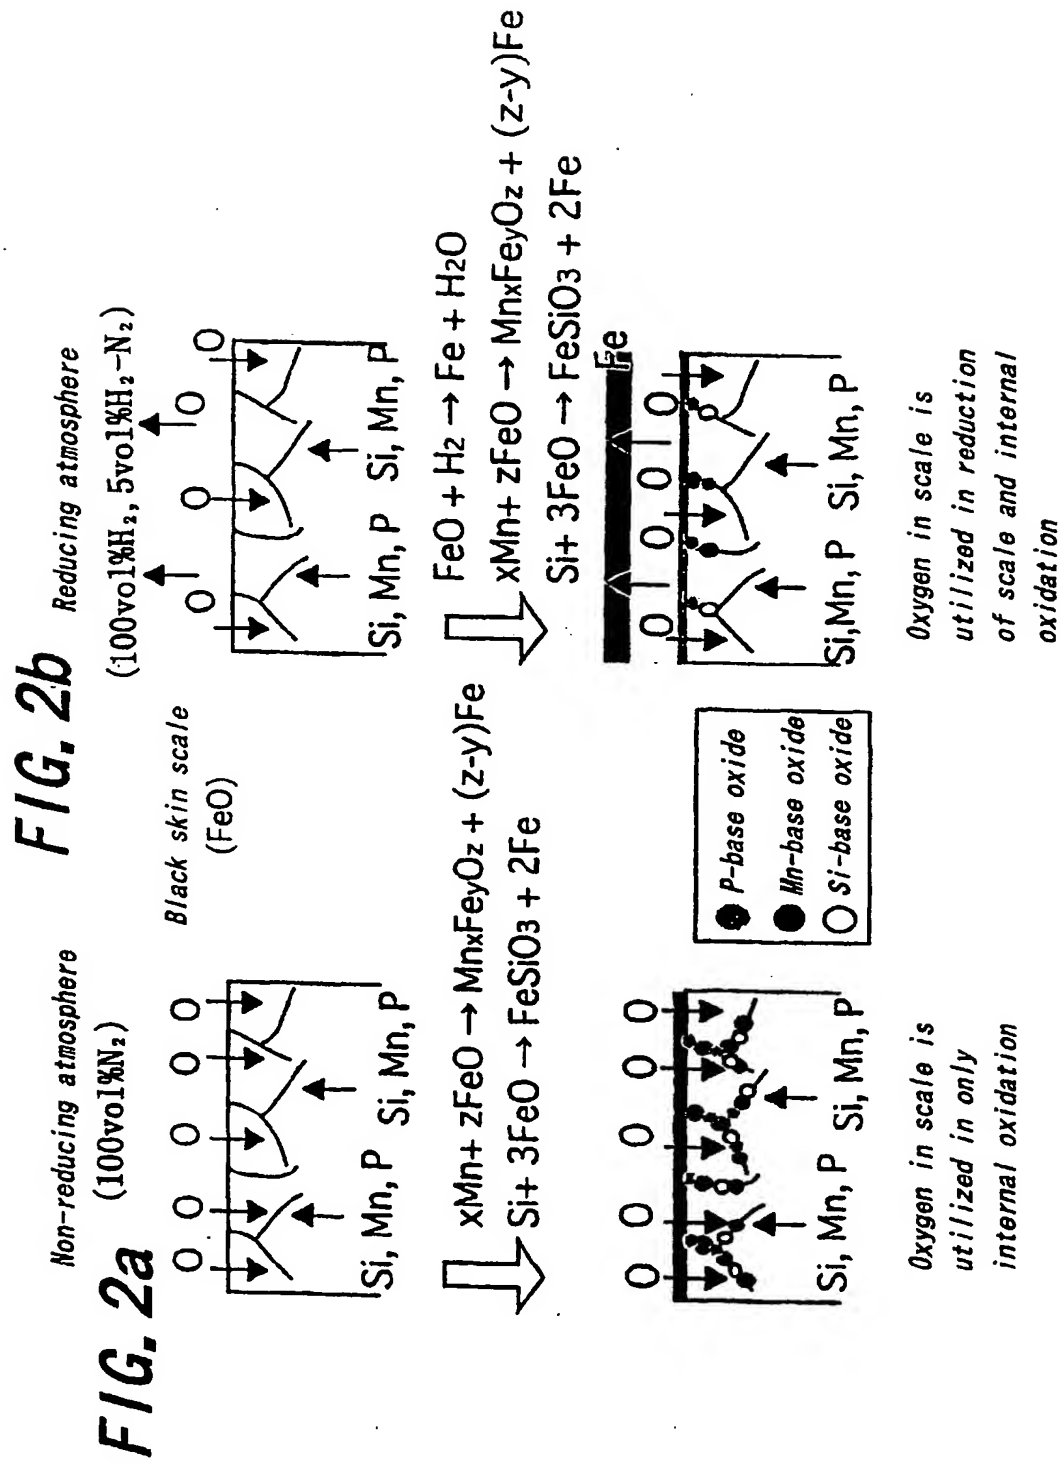 FIG. 2a
Non-reducing atmosphere
(100vol%N₂)
O O O O O
Si, Mn, P Si, Mn, P
xMn+ zFeO → MnxFeyOz + (z-y)Fe
Si+ 3FeO → FeSiO3 + 2Fe
O O O O O
Si, Mn, P Si, Mn, P
Oxygen in scale is
utilized in only
internal oxidation
Black skin scale
(FeO)
P-base oxide
Mn-base oxide
Si-base oxide
FIG. 2b
Reducing atmosphere
(100vol%H₂, 5vol%H₂-N₂)
O O O O
Si, Mn, P Si, Mn, P
FeO + H2 → Fe + H2O
xMn+ zFeO → MnxFeyOz + (z-y)Fe
Si+ 3FeO → FeSiO3 + 2Fe
Fe
O O O O
Si,Mn, P Si, Mn, P
Oxygen in scale is
utilized in reduction
of scale and internal
oxidation